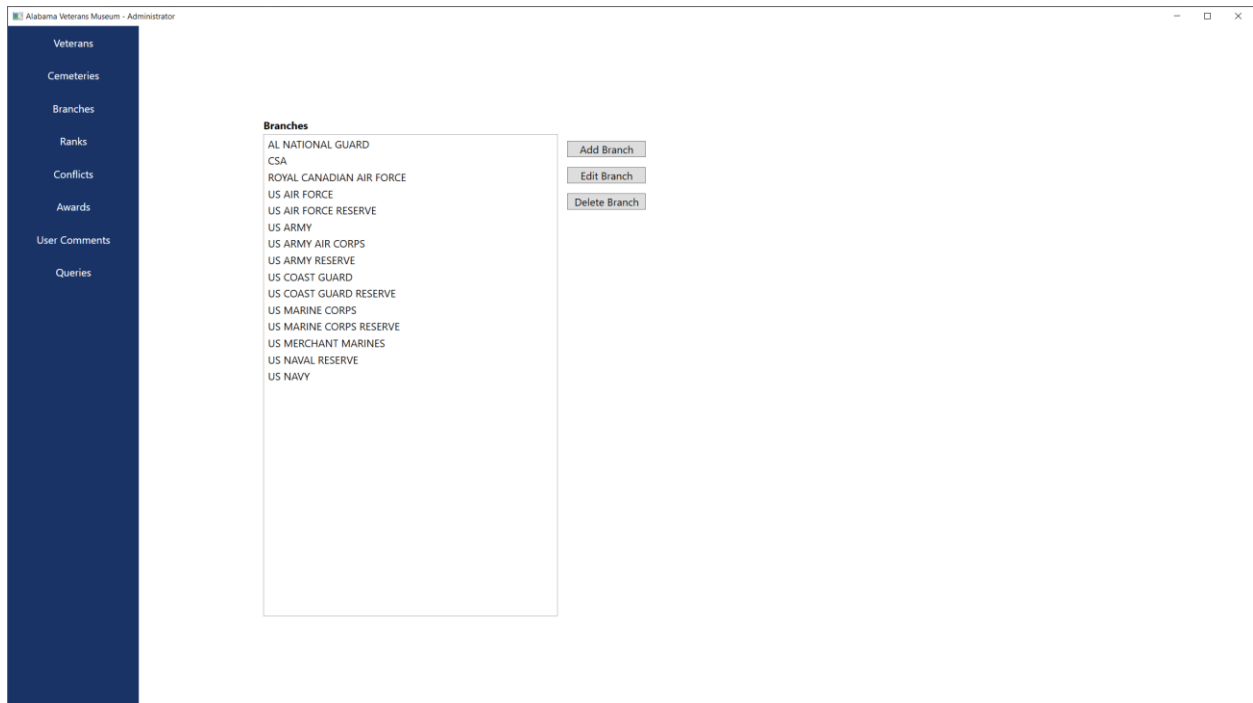 Alabama Veterans Museum - Administrator
Veterans
Cemeteries
Branches
Ranks
Conflicts
Awards
User Comments
Queries
Branches
AL NATIONAL GUARD
CSA
ROYAL CANADIAN AIR FORCE
US AIR FORCE
US AIR FORCE RESERVE
US ARMY
US ARMY AIR CORPS
US ARMY RESERVE
US COAST GUARD
US COAST GUARD RESERVE
US MARINE CORPS
US MARINE CORPS RESERVE
US MERCHANT MARINES
US NAVAL RESERVE
US NAVY
Add Branch
Edit Branch
Delete Branch